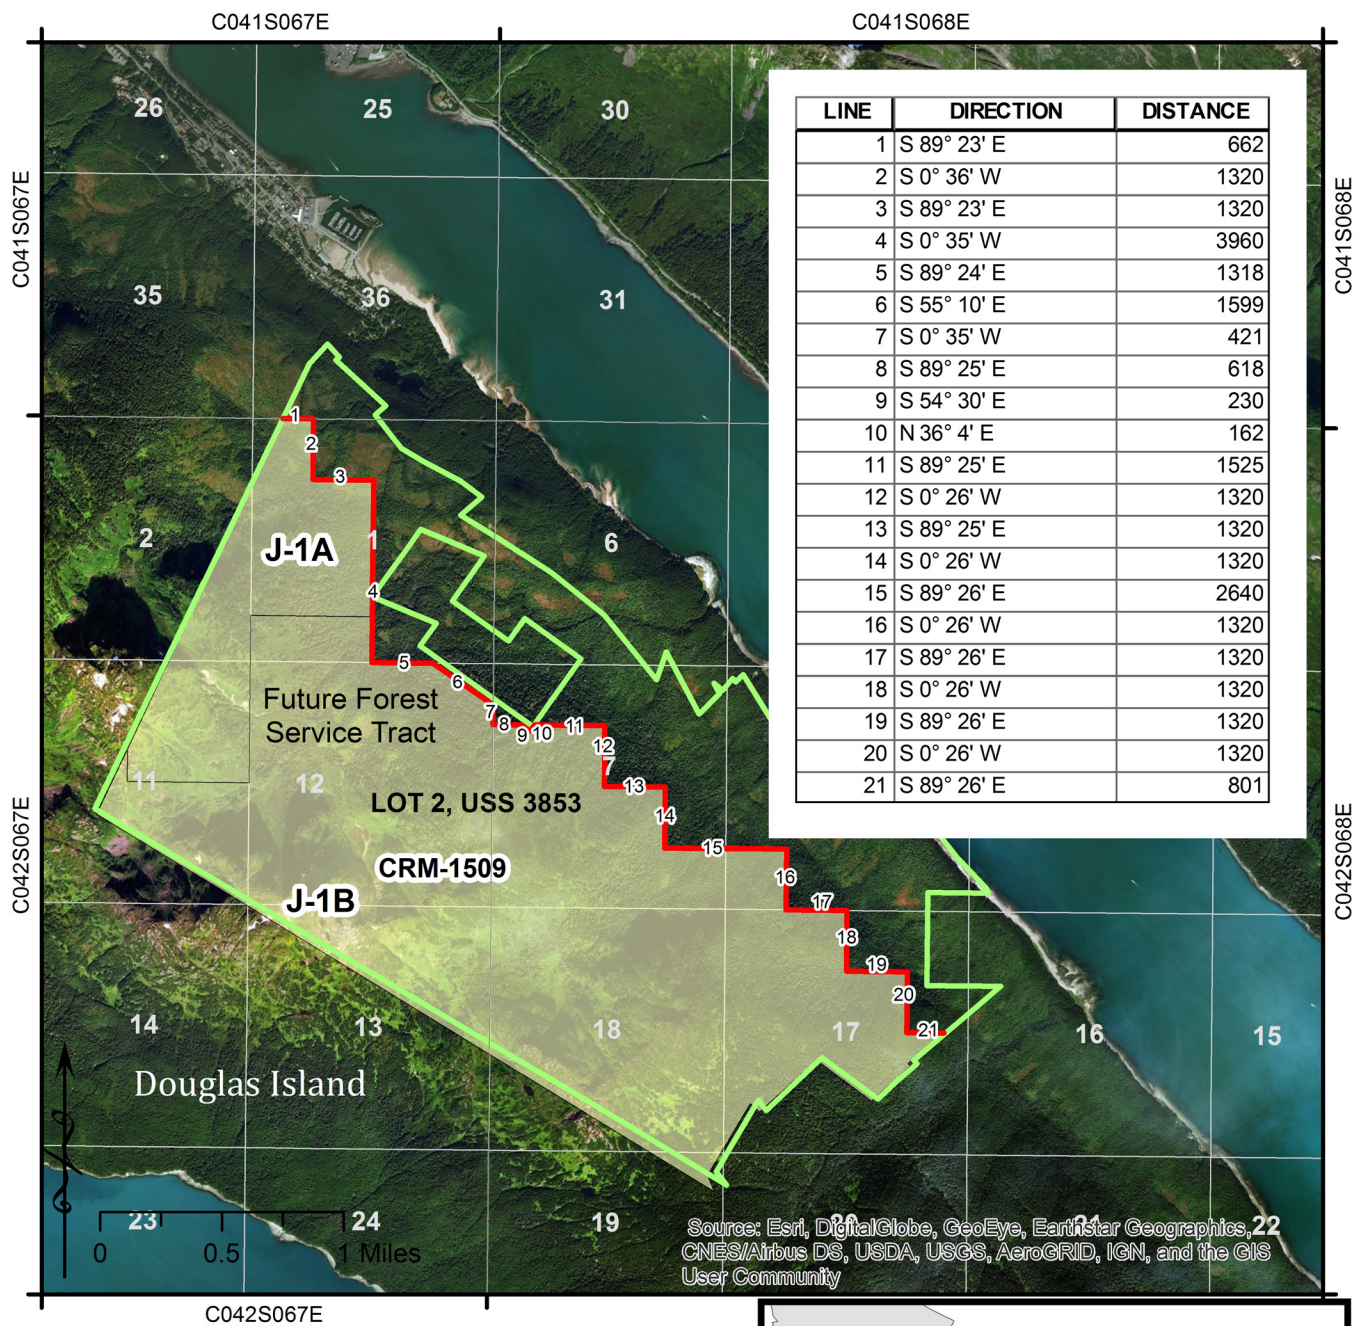 C041S067E
C041S068E
C041S067E
C041S068E
C042S067E
C042S068E
C042S067E
26
25
30
35
36
31
2
1
6
11
12
7
14
13
18
17
16
15
23
24
19
20
21
22
LINE DIRECTION DISTANCE
1 S 89° 23' E 662
2 S 0° 36' W 1320
3 S 89° 23' E 1320
4 S 0° 35' W 3960
5 S 89° 24' E 1318
6 S 55° 10' E 1599
7 S 0° 35' W 421
8 S 89° 25' E 618
9 S 54° 30' E 230
10 N 36° 4' E 162
11 S 89° 25' E 1525
12 S 0° 26' W 1320
13 S 89° 25' E 1320
14 S 0° 26' W 1320
15 S 89° 26' E 2640
16 S 0° 26' W 1320
17 S 89° 26' E 1320
18 S 0° 26' W 1320
19 S 89° 26' E 1320
20 S 0° 26' W 1320
21 S 89° 26' E 801
1
2
3
4
5
6
7
8
9
10
11
12
13
14
15
16
17
18
19
20
21
J-1A
Future Forest
Service Tract
LOT 2, USS 3853
CRM-1509
J-1B
Douglas Island
0 0.5 1 Miles
Source: Esri, DigitalGlobe, GeoEye, Earthstar Geographics,
CNES/Airbus DS, USDA, USGS, AeroGRID, IGN, and the GIS
User Community